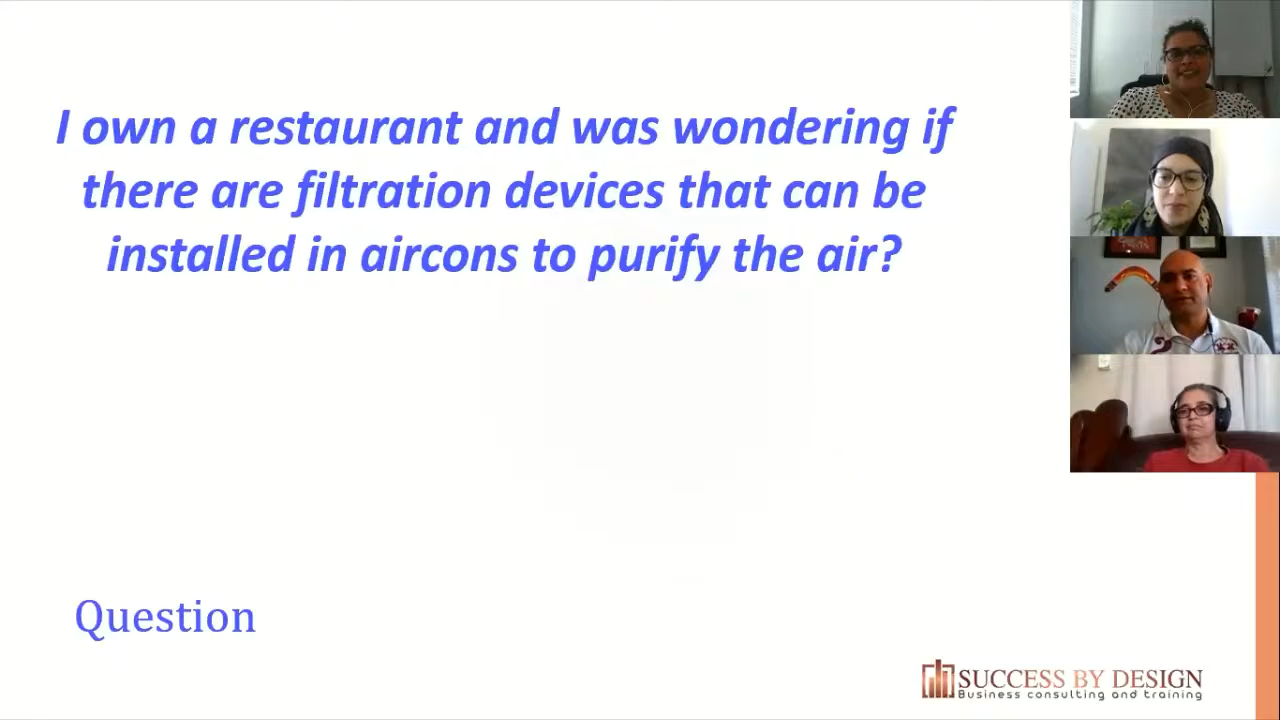 I own a restaurant and was wondering if
there are filtration devices that can be
installed in aircons to purify the air?
Question
SUCCESS BY DESIGN
Business consulting and training